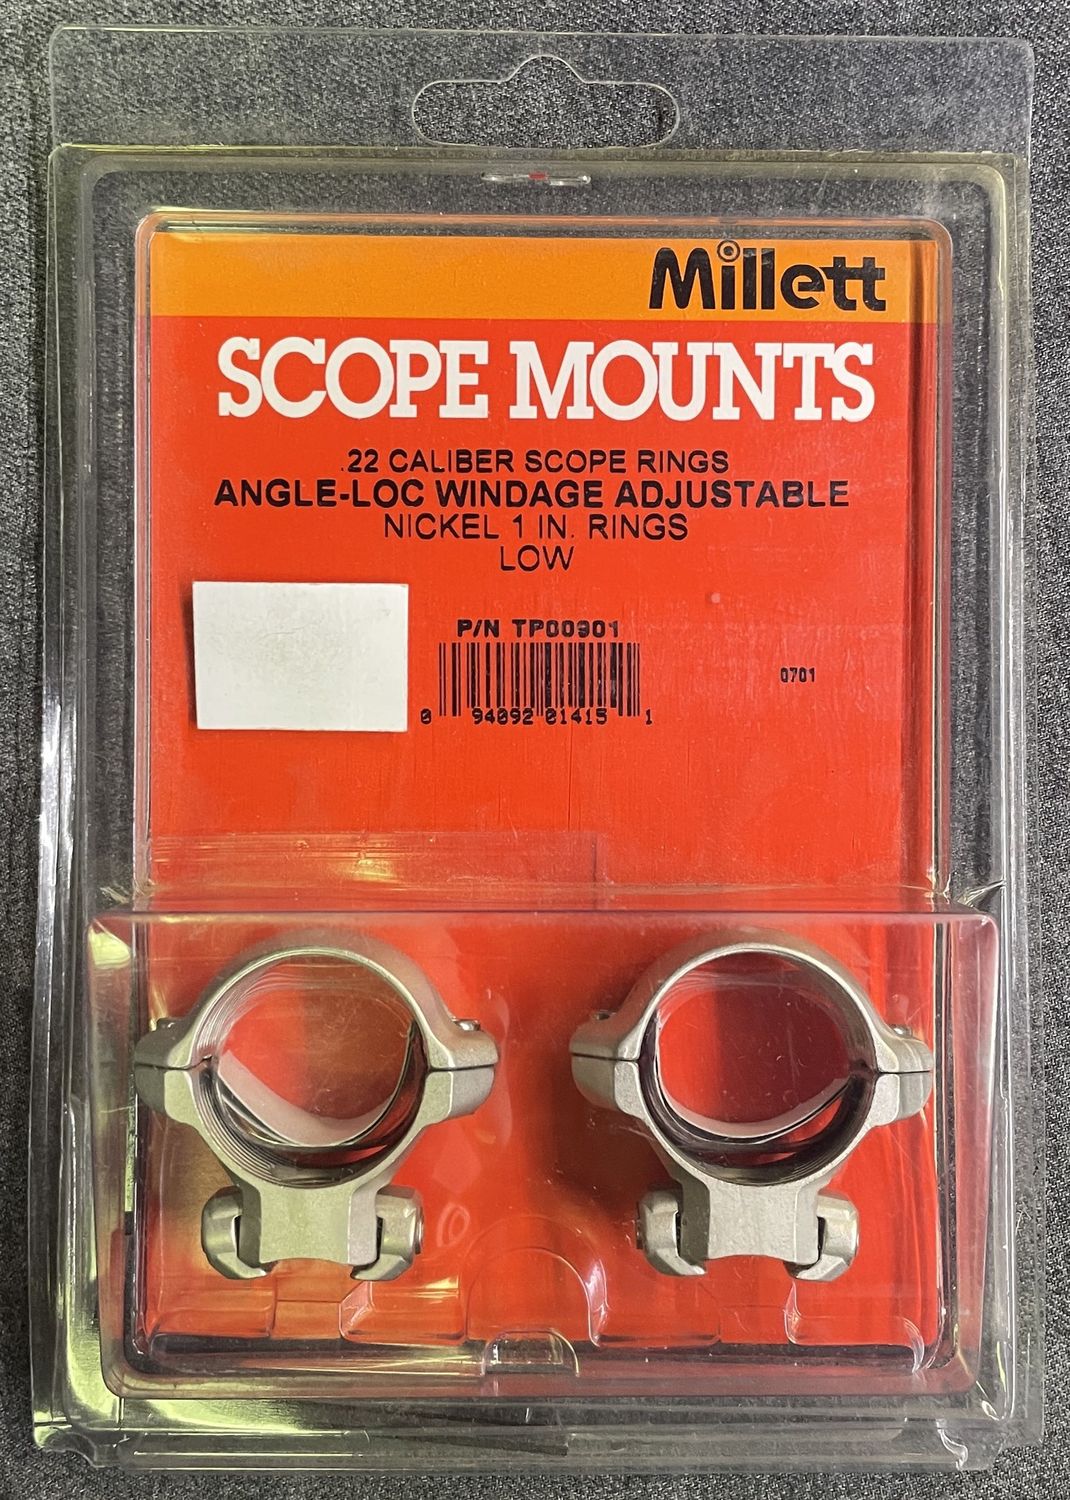 Millett
SCOPE MOUNTS
.22 CALIBER SCOPE RINGS
ANGLE-LOC WINDAGE ADJUSTABLE
NICKEL 1 IN. RINGS
LOW
P/N TP00901
0701
0 94092 01415 1